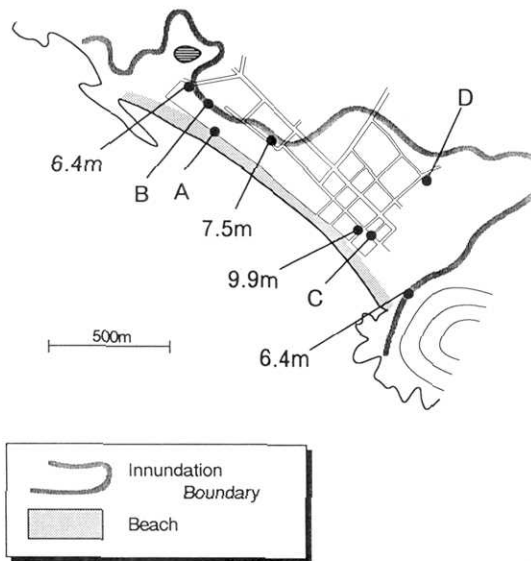 D
6.4m
B
A
7.5m
9.9m
C
6.4m
500m
Innundation
Boundary
Beach